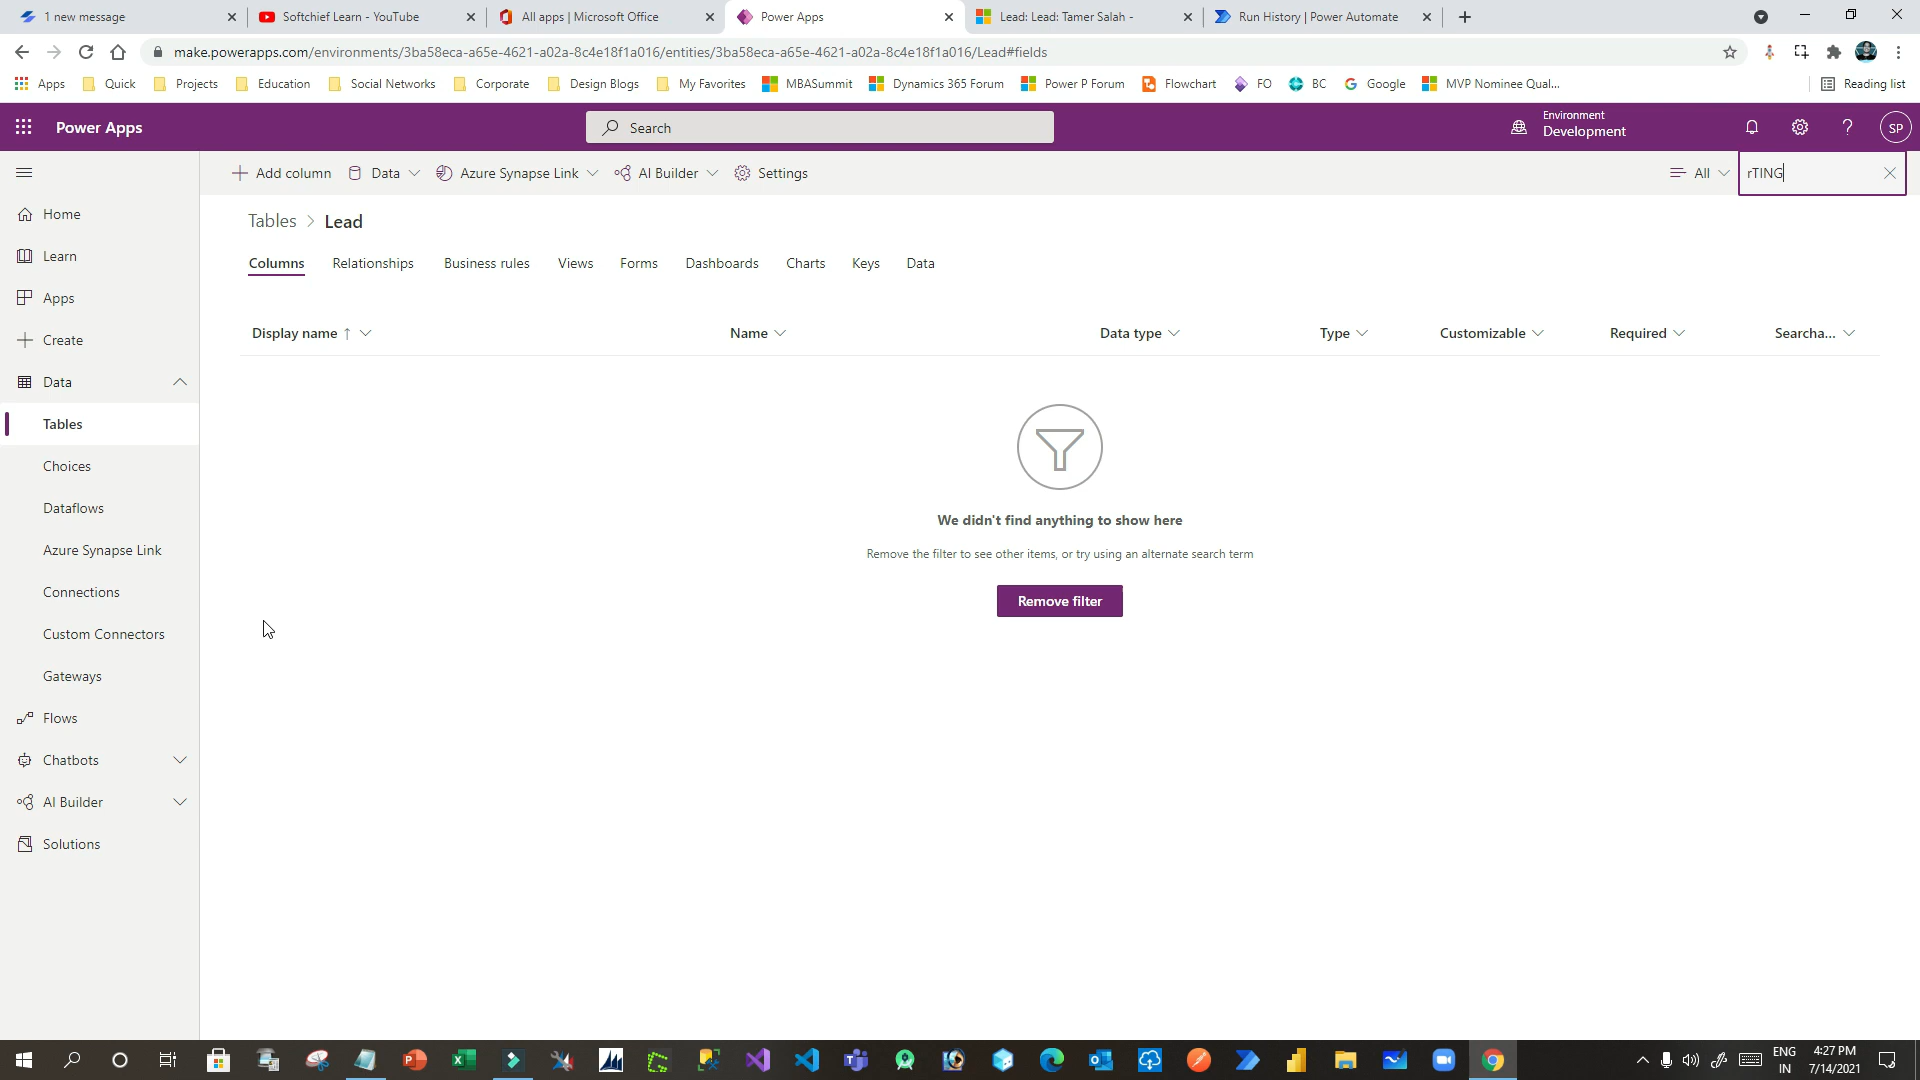 1 new message
Softchief Learn - YouTube
All apps | Microsoft Office
Power Apps
Lead: Lead: Tamer Salah -
Run History | Power Automate
make.powerapps.com/environments/3ba58eca-a65e-4621-a02a-8c4e18f1a016/entities/3ba58eca-a65e-4621-a02a-8c4e18f1a016/Lead#fields
Apps Quick Projects Education Social Networks Corporate Design Blogs My Favorites MBASummit Dynamics 365 Forum Power P Forum Flowchart FO BC Google MVP Nominee Qual... Reading list
Power Apps
Search
Environment
Development
SP
Add column Data Azure Synapse Link AI Builder Settings
All
rTING
Home
Learn
Apps
Create
Data
Tables
Choices
Dataflows
Azure Synapse Link
Connections
Custom Connectors
Gateways
Flows
Chatbots
AI Builder
Solutions
Tables > Lead
Columns Relationships Business rules Views Forms Dashboards Charts Keys Data
Display name ↑ Name Data type Type Customizable Required Searcha...
We didn't find anything to show here
Remove the filter to see other items, or try using an alternate search term
Remove filter
ENG
IN
4:27 PM
7/14/2021